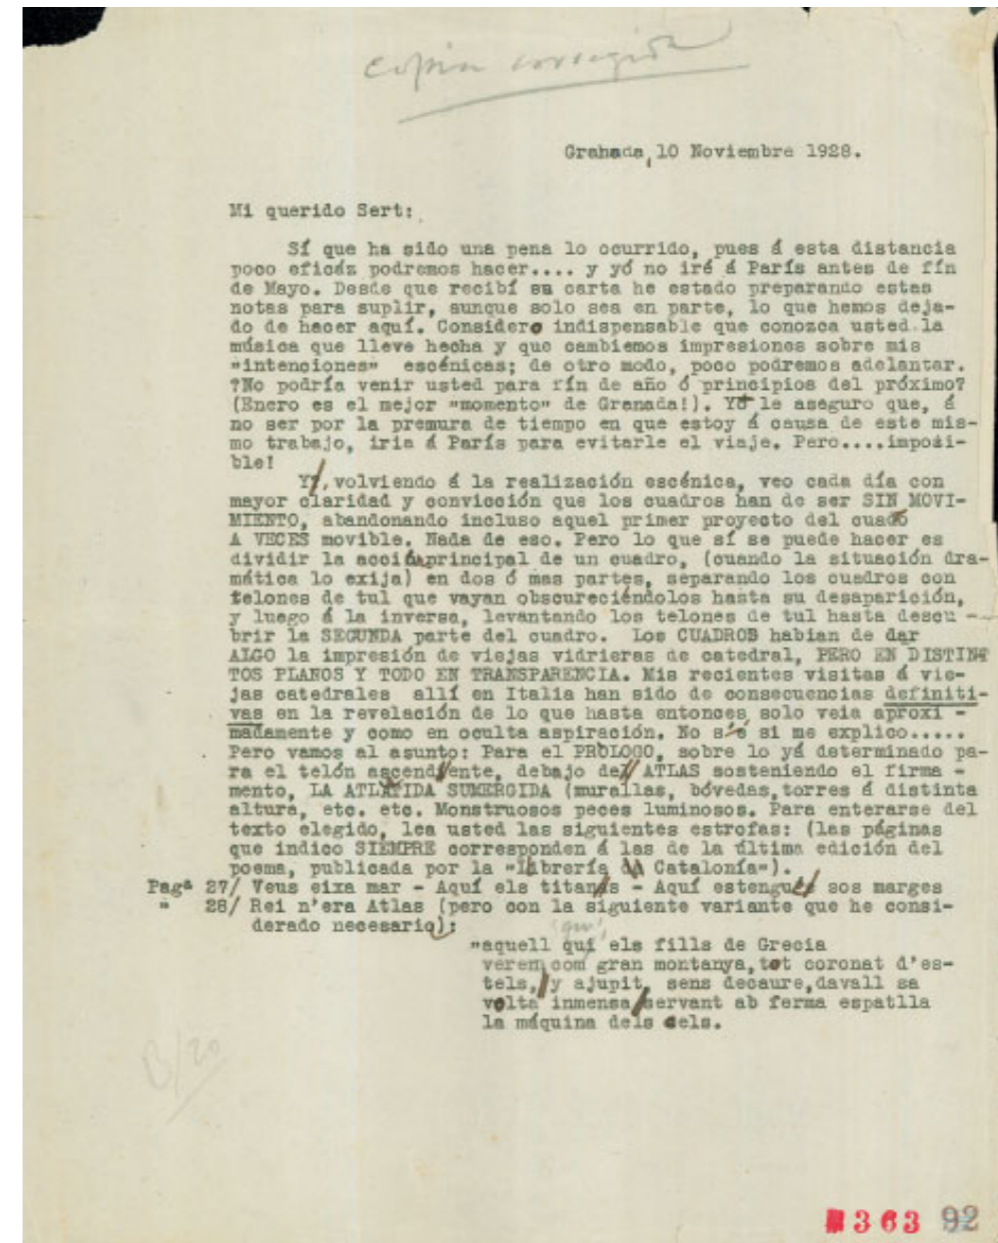 copia corregida
Granada, 10 Noviembre 1928.
Mi querido Sert:
Sí que ha sido una pena lo ocurrido, pues á esta distancia
poco eficáz podremos hacer.... y yó no iré á París antes de fín
de Mayo. Desde que recibí su carta he estado preparando estas
notas para suplir, aunque solo sea en parte, lo que hemos deja-
do de hacer aquí. Considero indispensable que conozca usted la
música que lleve hecha y que cambiemos impresiones sobre mis
"intenciones" escénicas; de otro modo, poco podremos adelantar.
?No podría venir usted para fín de año ó principios del próximo?
(Enero es el mejor "momento" de Granada!). Yo le aseguro que, á
no ser por la premura de tiempo en que estoy á causa de este mis-
mo trabajo, iria á París para evitarle el viaje. Pero....imposi-
ble!
Y, volviendo á la realización escénica, veo cada día con
mayor claridad y convicción que los cuadros han de ser SIN MOVI-
MIENTO, abandonando incluso aquel primer proyecto del cuadro
A VECES movible. Nada de eso. Pero lo que sí se puede hacer es
dividir la acción principal de un cuadro, (cuando la situación dra-
mática lo exija) en dos ó mas partes, separando los cuadros con
telones de tul que vayan obscureciéndolos hasta su desaparición,
y luego á la inversa, levantando los telones de tul hasta descu -
brir la SEGUNDA parte del cuadro. Los CUADROS habian de dar
ALGO la impresión de viejas vidrieras de catedral, PERO EN DISTIN-
TOS PLANOS Y TODO EN TRANSPARENCIA. Mis recientes visitas á vie-
jas catedrales allí en Italia han sido de consecuencias definiti-
vas en la revelación de lo que hasta entonces solo veia aproxi -
madamente y como en oculta aspiración. No sé si me explico.....
Pero vamos al asunto: Para el PRÓLOGO, sobre lo yá determinado pa-
ra el telón ascendente, debajo de ATLAS sosteniendo el firma -
mento, LA ATLÁTIDA SUMERGIDA (murallas, bóvedas, torres á distinta
altura, etc. etc. Monstruosos peces luminosos. Para enterarse del
texto elegido, lea usted las siguientes estrofas: (las páginas
que indico SIEMPRE corresponden á las de la última edición del
poema, publicada por la "Librería Catalonía").
Pagª 27/ Veus eixa mar - Aquí els titans - Aquí estengué sos marges
" 28/ Rei n'era Atlas (pero con la siguiente variante que he consi-
derado necesario):
que
"aquell qui els fills de Grecia
veren com gran montanya, tot coronat d'es-
tels, y ajupit, sens decaure, davall sa
volta inmensa servant ab ferma espatlla
la máquina dels cels.
B/20
363 92